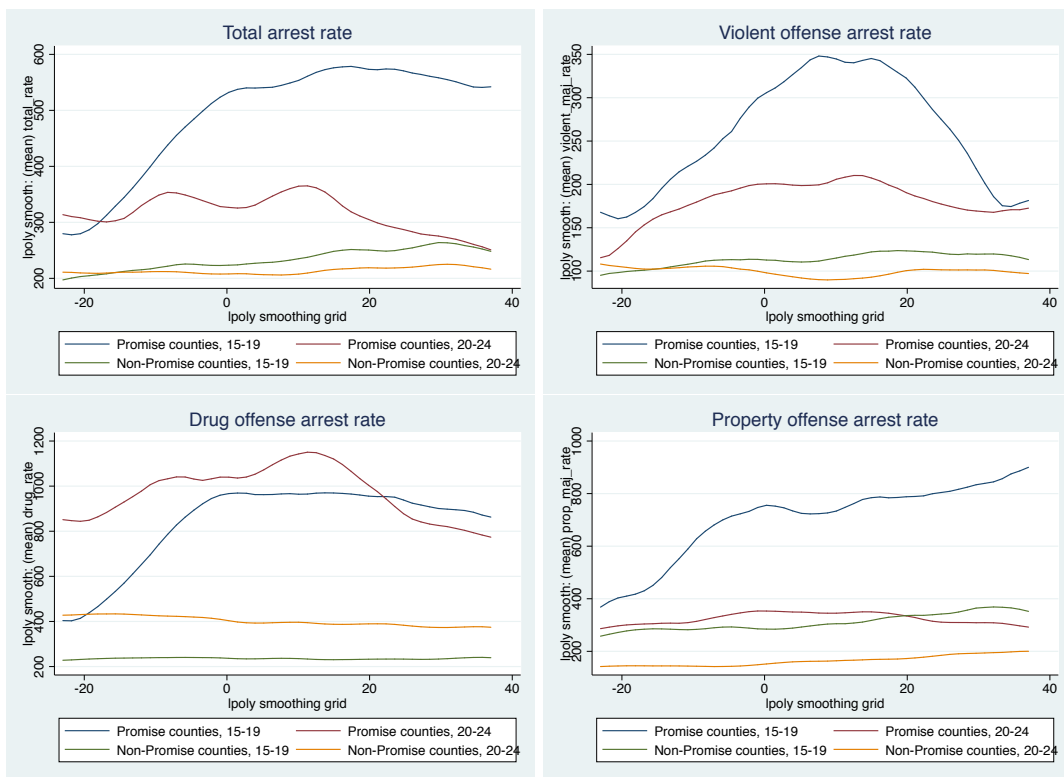 Total arrest rate
lpoly smooth: (mean) total_rate
600
500
400
300
200
-20 0 20 40
lpoly smoothing grid
Promise counties, 15-19 Promise counties, 20-24
Non-Promise counties, 15-19 Non-Promise counties, 20-24
Violent offense arrest rate
lpoly smooth: (mean) violent_maj_rate
350
300
250
200
150
100
-20 0 20 40
lpoly smoothing grid
Promise counties, 15-19 Promise counties, 20-24
Non-Promise counties, 15-19 Non-Promise counties, 20-24
Drug offense arrest rate
lpoly smooth: (mean) drug_rate
1200
1000
800
600
400
200
-20 0 20 40
lpoly smoothing grid
Promise counties, 15-19 Promise counties, 20-24
Non-Promise counties, 15-19 Non-Promise counties, 20-24
Property offense arrest rate
lpoly smooth: (mean) prop_maj_rate
1000
800
600
400
200
-20 0 20 40
lpoly smoothing grid
Promise counties, 15-19 Promise counties, 20-24
Non-Promise counties, 15-19 Non-Promise counties, 20-24